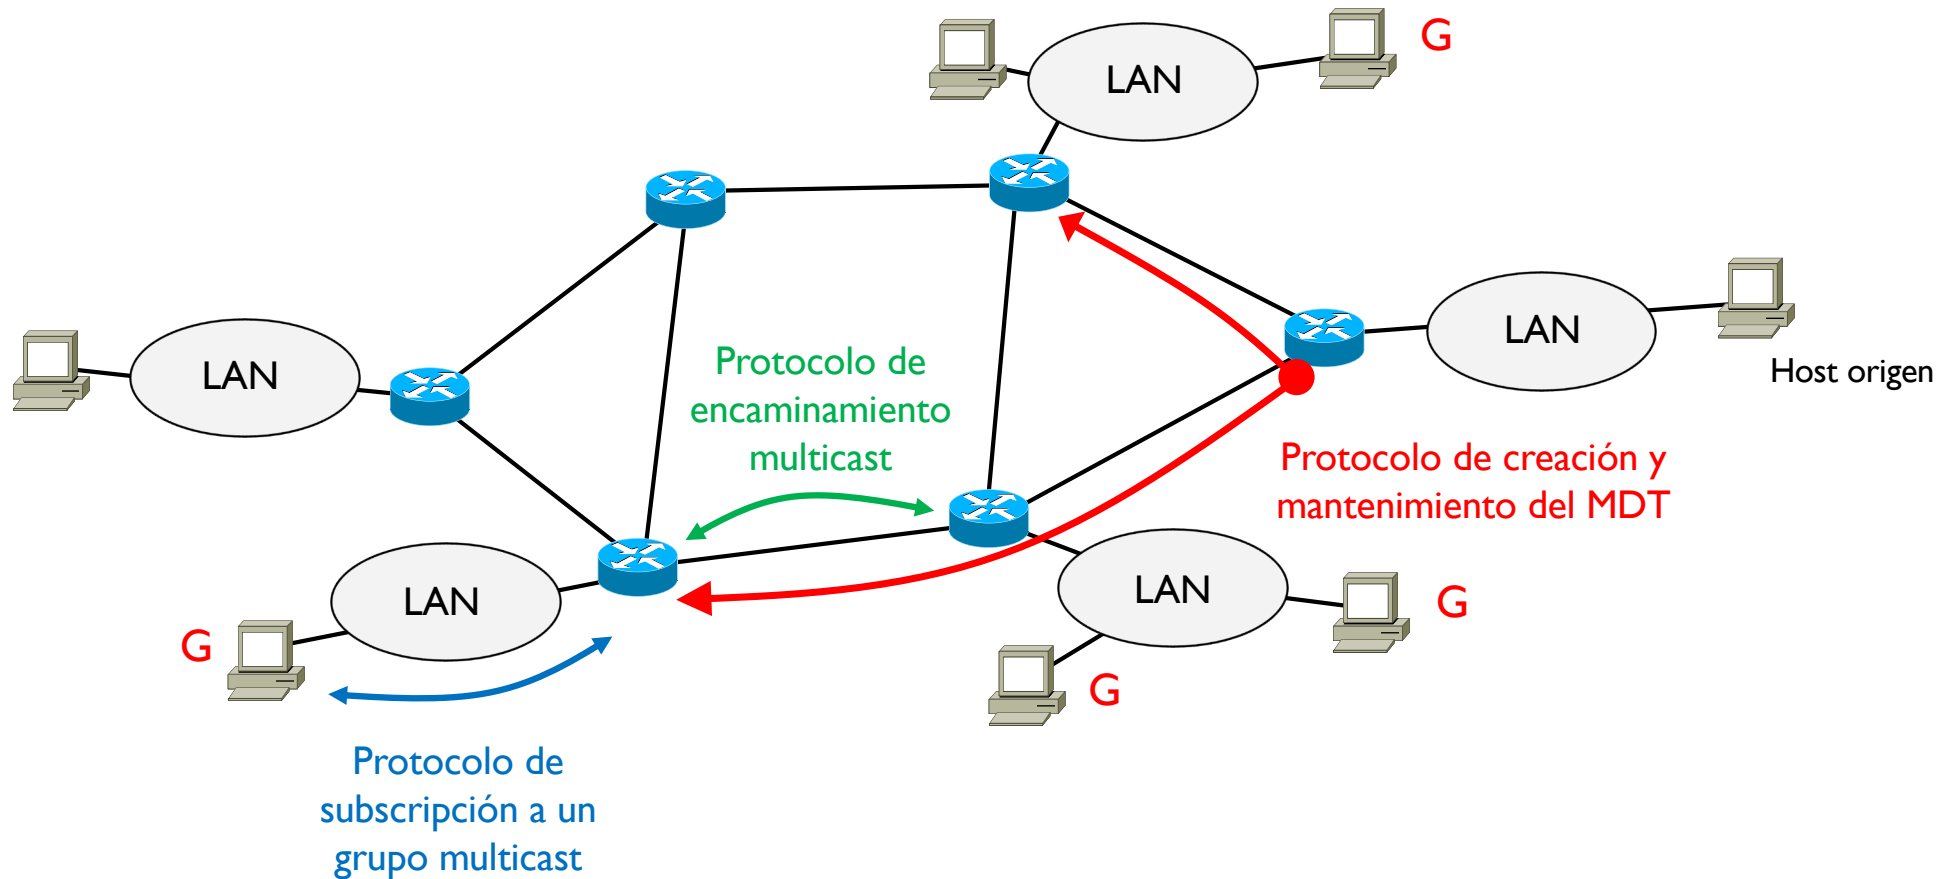 G
LAN
LAN
Host origen
LAN
Protocolo de
encaminamiento
multicast
Protocolo de creación y
mantenimiento del MDT
LAN
LAN
G
G
G
Protocolo de
subscripción a un
grupo multicast